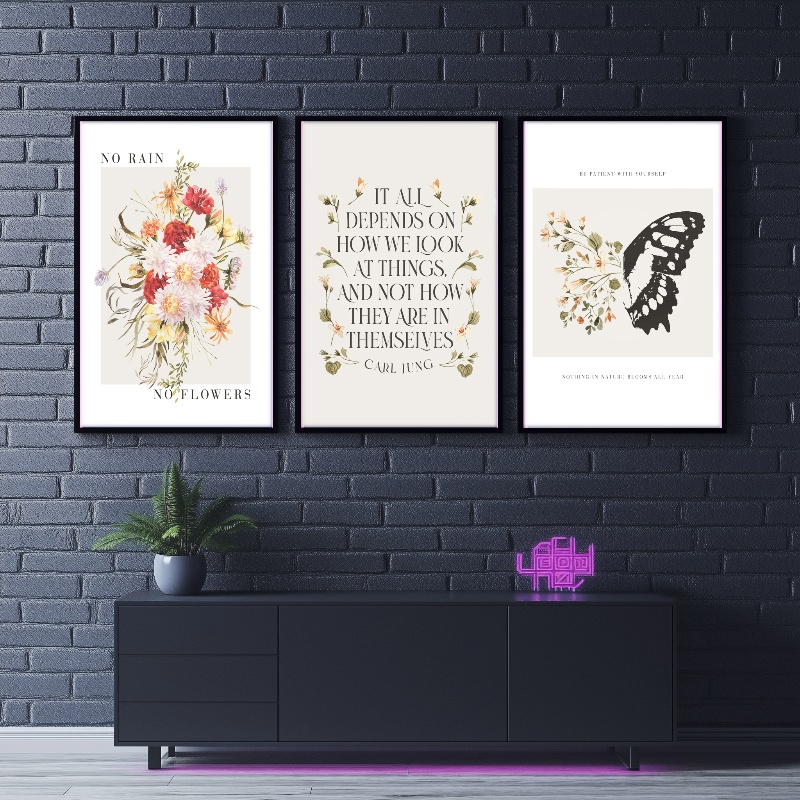 NO RAIN
NO FLOWERS
IT ALL
DEPENDS ON
HOW WE LOOK
AT THINGS,
AND NOT HOW
THEY ARE IN
THEMSELVES
CARL JUNG
BE PATIENT WITH YOURSELF
NOTHING IN NATURE BLOOMS ALL YEAR